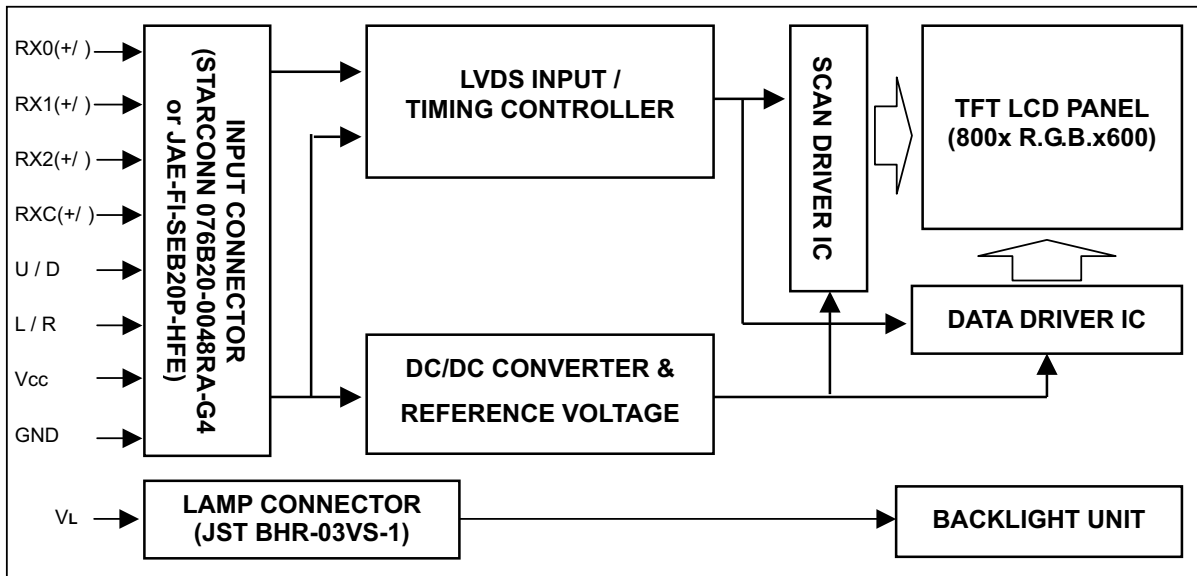 RX0(+/ )
RX1(+/ )
RX2(+/ )
RXC(+/ )
U / D
L / R
Vcc
GND
VL
INPUT CONNECTOR
(STARCONN 076B20-0048RA-G4
or JAE-FI-SEB20P-HFE)
LVDS INPUT /
TIMING CONTROLLER
DC/DC CONVERTER &
REFERENCE VOLTAGE
SCAN DRIVER IC
TFT LCD PANEL
(800x R.G.B.x600)
DATA DRIVER IC
LAMP CONNECTOR
(JST BHR-03VS-1)
BACKLIGHT UNIT